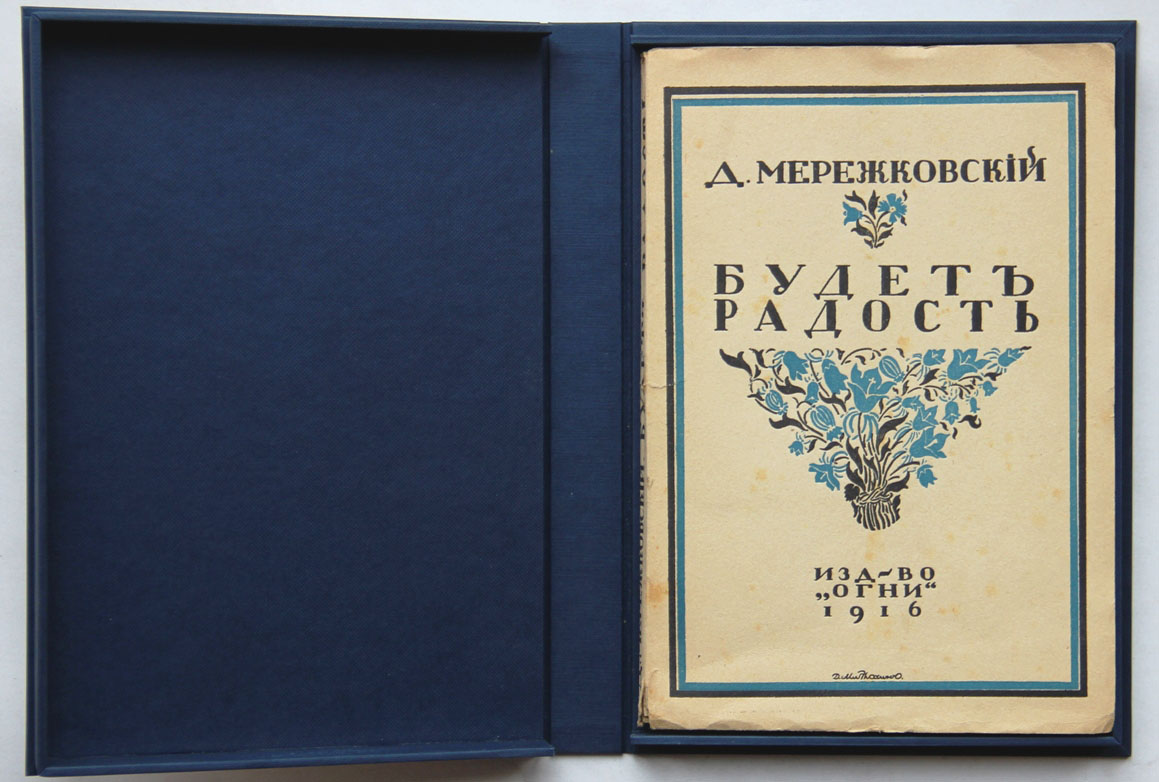 Д. МЕРЕЖКОВСКІЙ
БУДЕТЪ
РАДОСТЬ
ИЗД-ВО
„ОГНИ“
1916